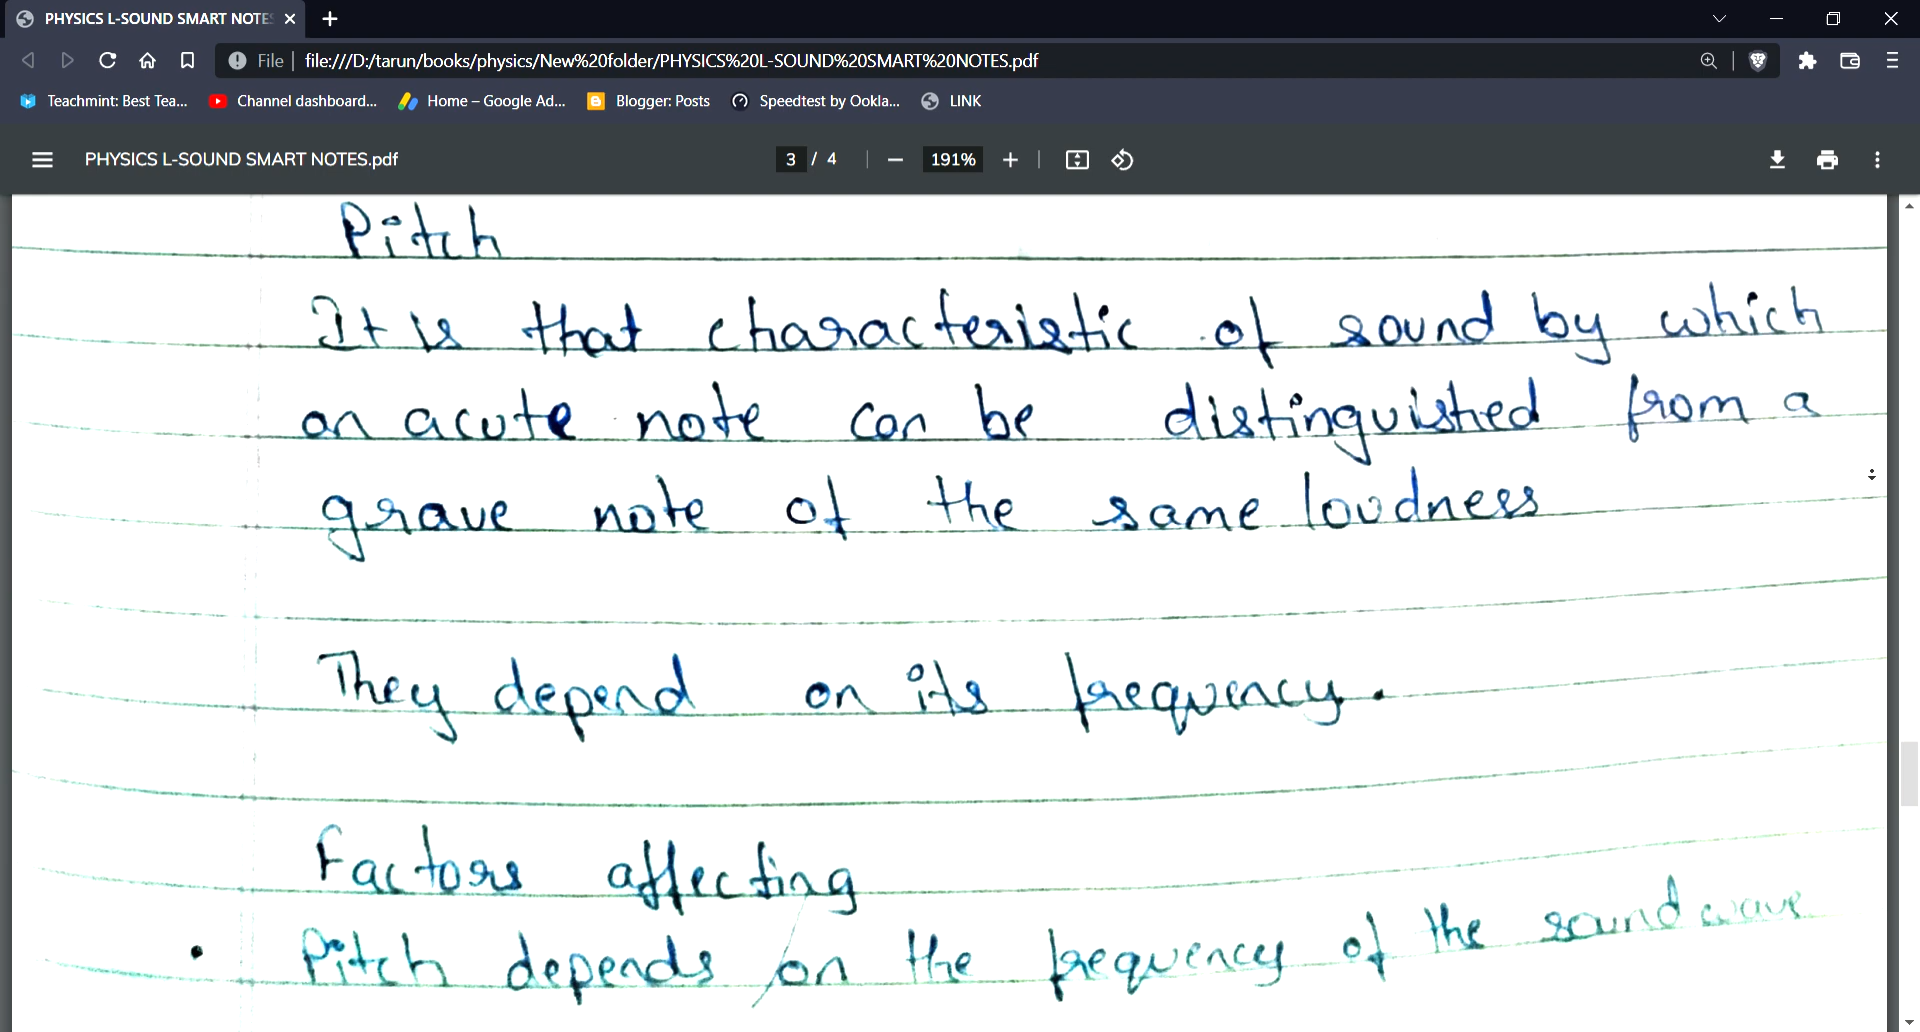 PHYSICS L-SOUND SMART NOTES
File file:///D:/tarun/books/physics/New%20folder/PHYSICS%20L-SOUND%20SMART%20NOTES.pdf
Teachmint: Best Tea... Channel dashboard... Home – Google Ad... Blogger: Posts Speedtest by Ookla... LINK
PHYSICS L-SOUND SMART NOTES.pdf 3 / 4 191%
Pitch
It is that characteristic of sound by which
an acute note can be distinguished from a
grave note of the same loudness
They depend on its frequency.
Factors affecting
• Pitch depends on the frequency of the sound wave